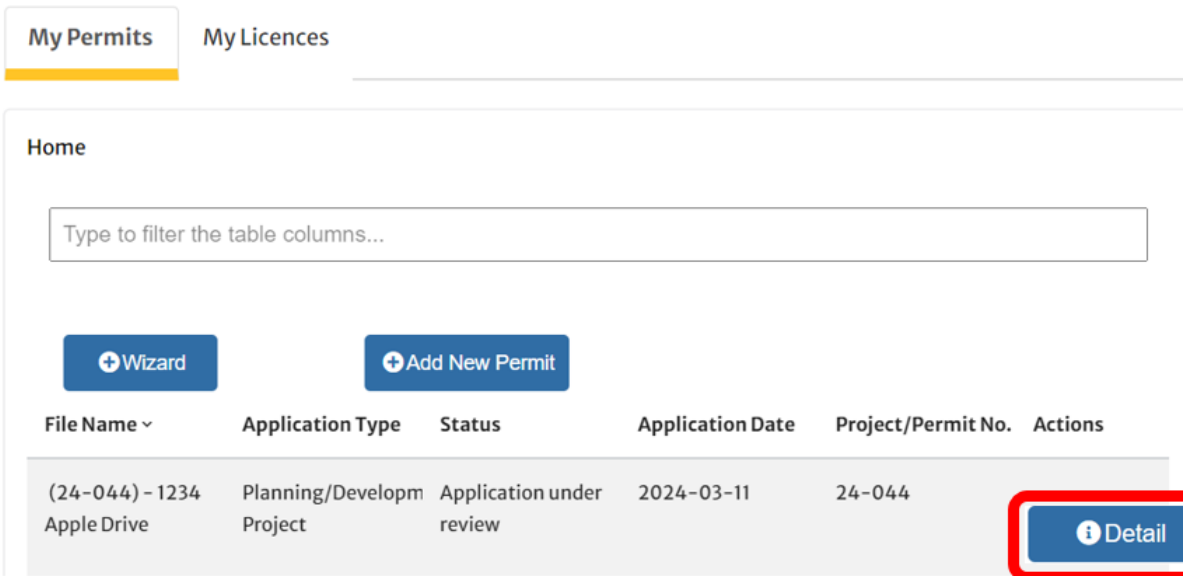 My Permits My Licences
Home
Type to filter the table columns...
Wizard Add New Permit
File Name Application Type Status Application Date Project/Permit No. Actions
(24-044) - 1234 Planning/Developm Application under 2024-03-11 24-044
Apple Drive Project review
Detail